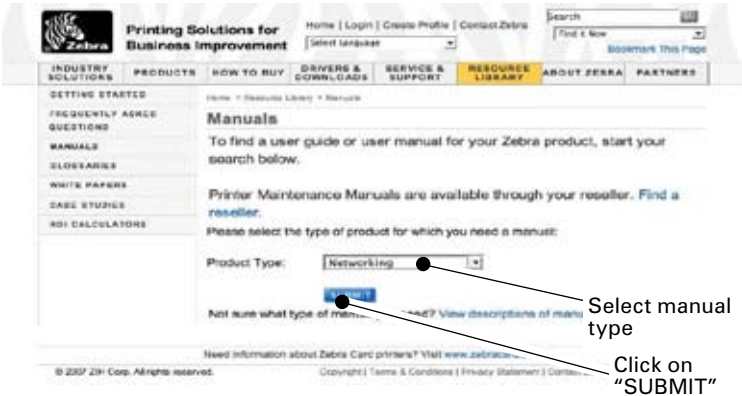 Zebra
Printing Solutions for
Business Improvement
Home | Login | Create Profile | Contact Zebra
Select Language
Search
Find it Now
Bookmark This Page
INDUSTRY SOLUTIONS
PRODUCTS
HOW TO BUY
DRIVERS & DOWNLOADS
SERVICE & SUPPORT
RESOURCE LIBRARY
ABOUT ZEBRA
PARTNERS
GETTING STARTED
FREQUENTLY ASKED
QUESTIONS
MANUALS
GLOSSARIES
WHITE PAPERS
CASE STUDIES
ROI CALCULATORS
Home > Resource Library > Manuals
Manuals
To find a user guide or user manual for your Zebra product, start your
search below.
Printer Maintenance Manuals are available through your reseller. Find a
reseller.
Please select the type of product for which you need a manual:
Product Type: Networking
SUBMIT
Not sure what type of need? View descriptions of
Select manual
type
Need information about Zebra Card printers? Visit
Click on
“SUBMIT”
© 2007 ZIH Corp. All rights reserved.
Copyright | Terms & Conditions | Privacy Statement |